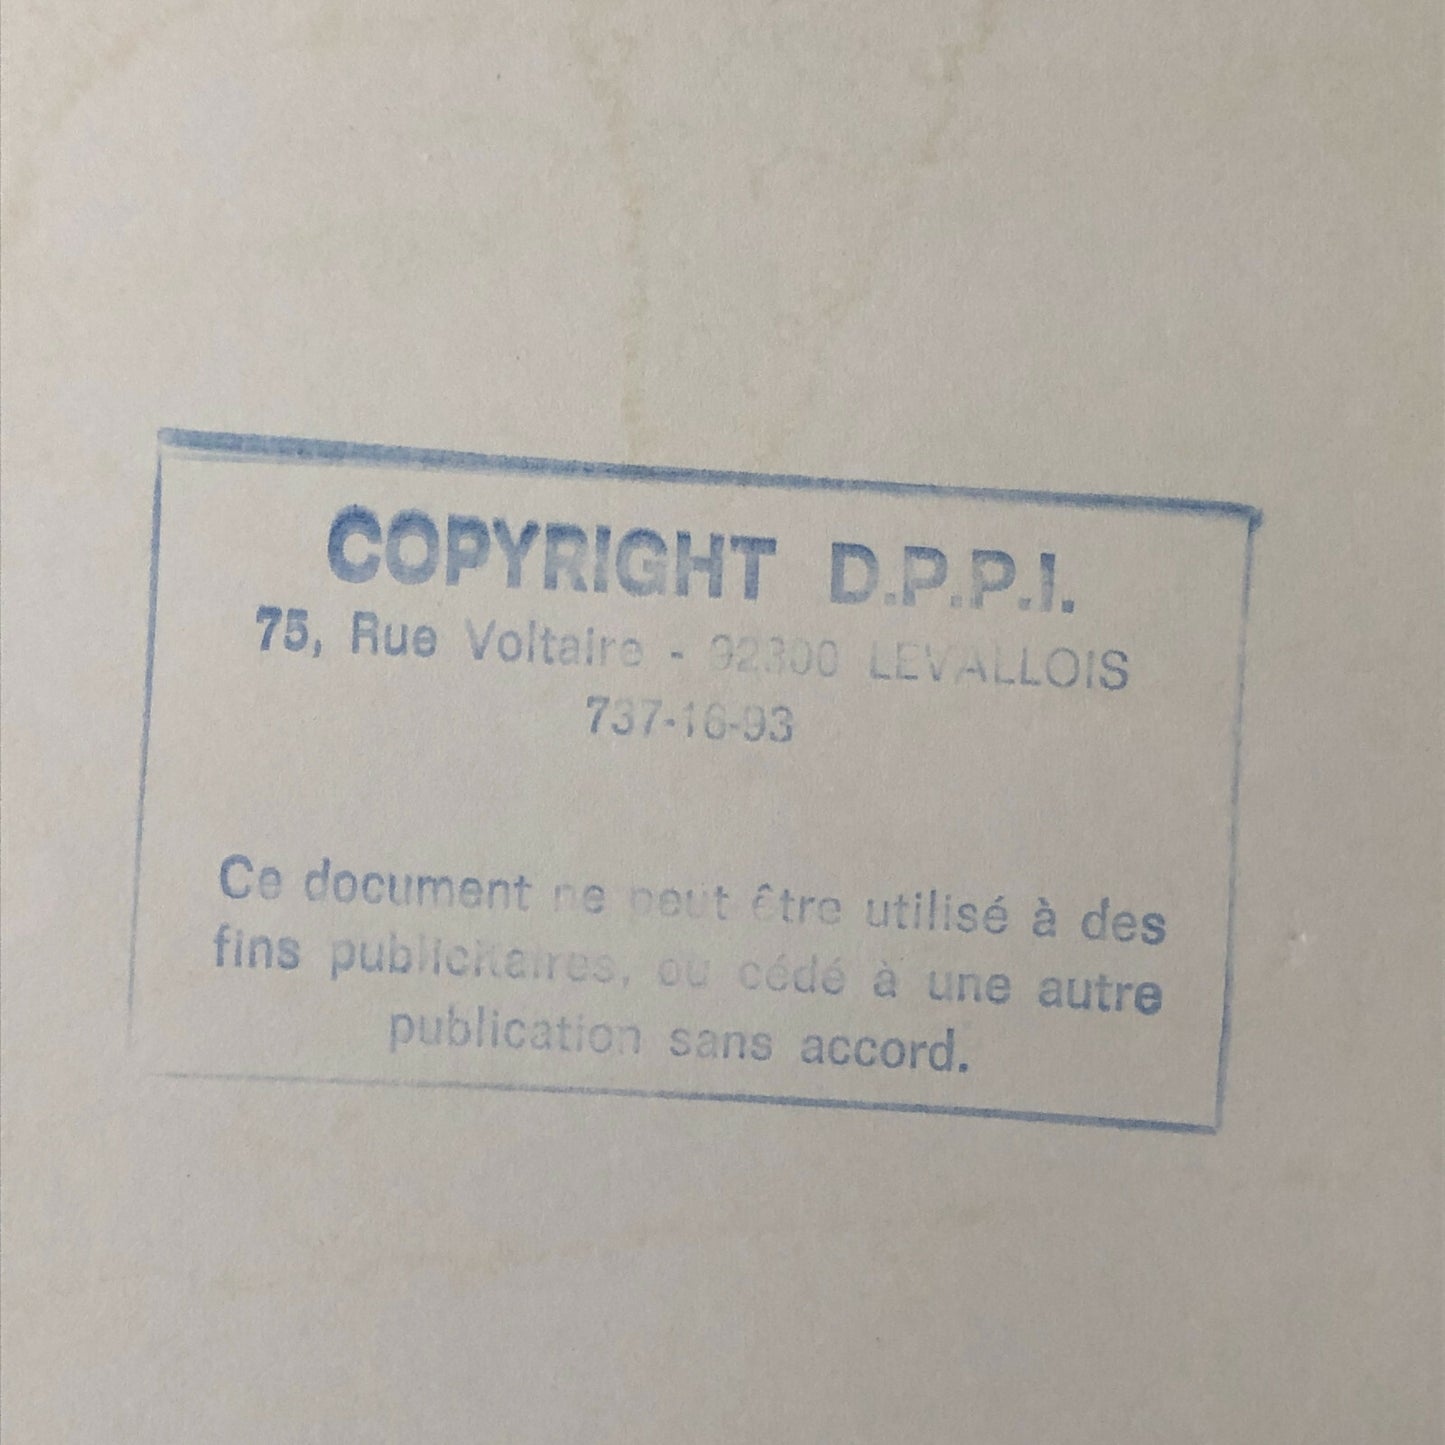 COPYRIGHT D.P.P.I.
75, Rue Voltaire - 92300 LEVALLOIS
737-16-93
Ce document ne peut être utilisé à des
fins publicitaires, ou cédé à une autre
publication sans accord.